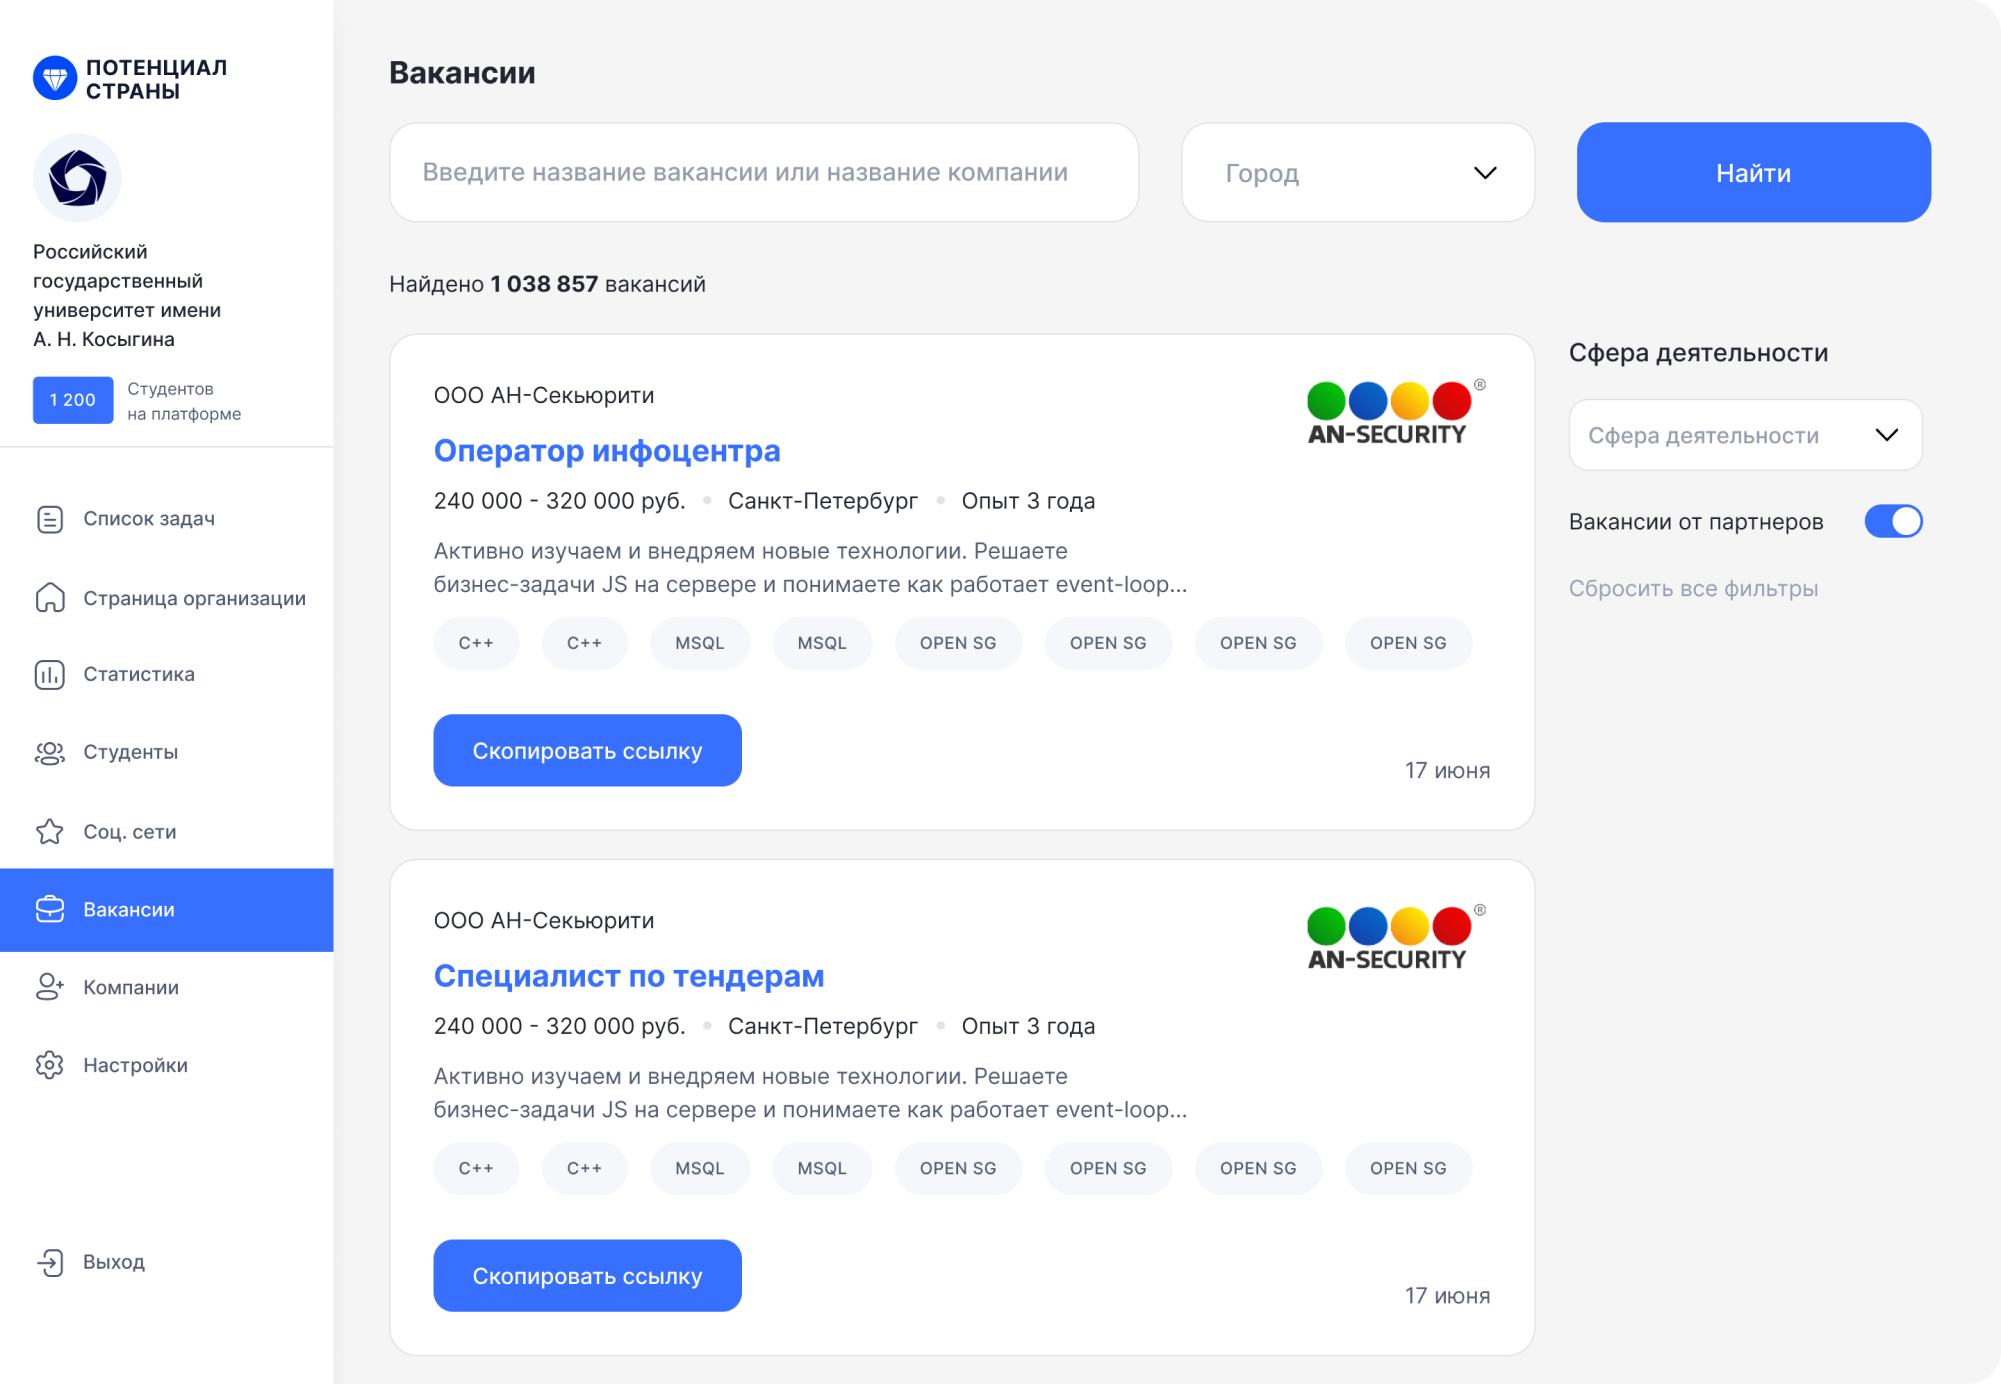 ПОТЕНЦИАЛ
СТРАНЫ
Российский
государственный
университет имени
А. Н. Косыгина
1 200
Студентов
на платформе
Список задач
Страница организации
Статистика
Студенты
Соц. сети
Вакансии
Компании
Настройки
Выход
Вакансии
Введите название вакансии или название компании
Город
Найти
Найдено 1 038 857 вакансий
ООО АН-Секьюрити
AN-SECURITY ®
Оператор инфоцентра
240 000 - 320 000 руб. • Санкт-Петербург • Опыт 3 года
Активно изучаем и внедряем новые технологии. Решаете
бизнес-задачи JS на сервере и понимаете как работает event-loop...
C++ C++ MSQL MSQL OPEN SG OPEN SG OPEN SG OPEN SG
Скопировать ссылку
17 июня
ООО АН-Секьюрити
AN-SECURITY ®
Специалист по тендерам
240 000 - 320 000 руб. • Санкт-Петербург • Опыт 3 года
Активно изучаем и внедряем новые технологии. Решаете
бизнес-задачи JS на сервере и понимаете как работает event-loop...
C++ C++ MSQL MSQL OPEN SG OPEN SG OPEN SG OPEN SG
Скопировать ссылку
17 июня
Сфера деятельности
Сфера деятельности
Вакансии от партнеров
Сбросить все фильтры